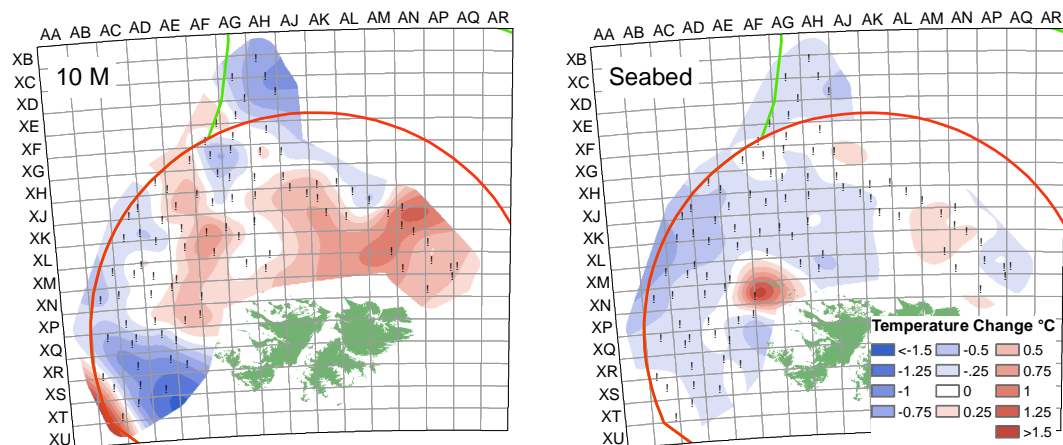 AA AB AC AD AE AF AG AH AJ AK AL AM AN AP AQ AR
XB
XC
XD
XE
XF
XG
XH
XJ
XK
XL
XM
XN
XP
XQ
XR
XS
XT
XU
10 M
AA AB AC AD AE AF AG AH AJ AK AL AM AN AP AQ AR
XB
XC
XD
XE
XF
XG
XH
XJ
XK
XL
XM
XN
XP
XQ
XR
XS
XT
XU
Seabed
Temperature Change °C
<-1.5 -0.5 0.5
-1.25 -.25 0.75
-1 0 1
-0.75 0.25 1.25
>1.5